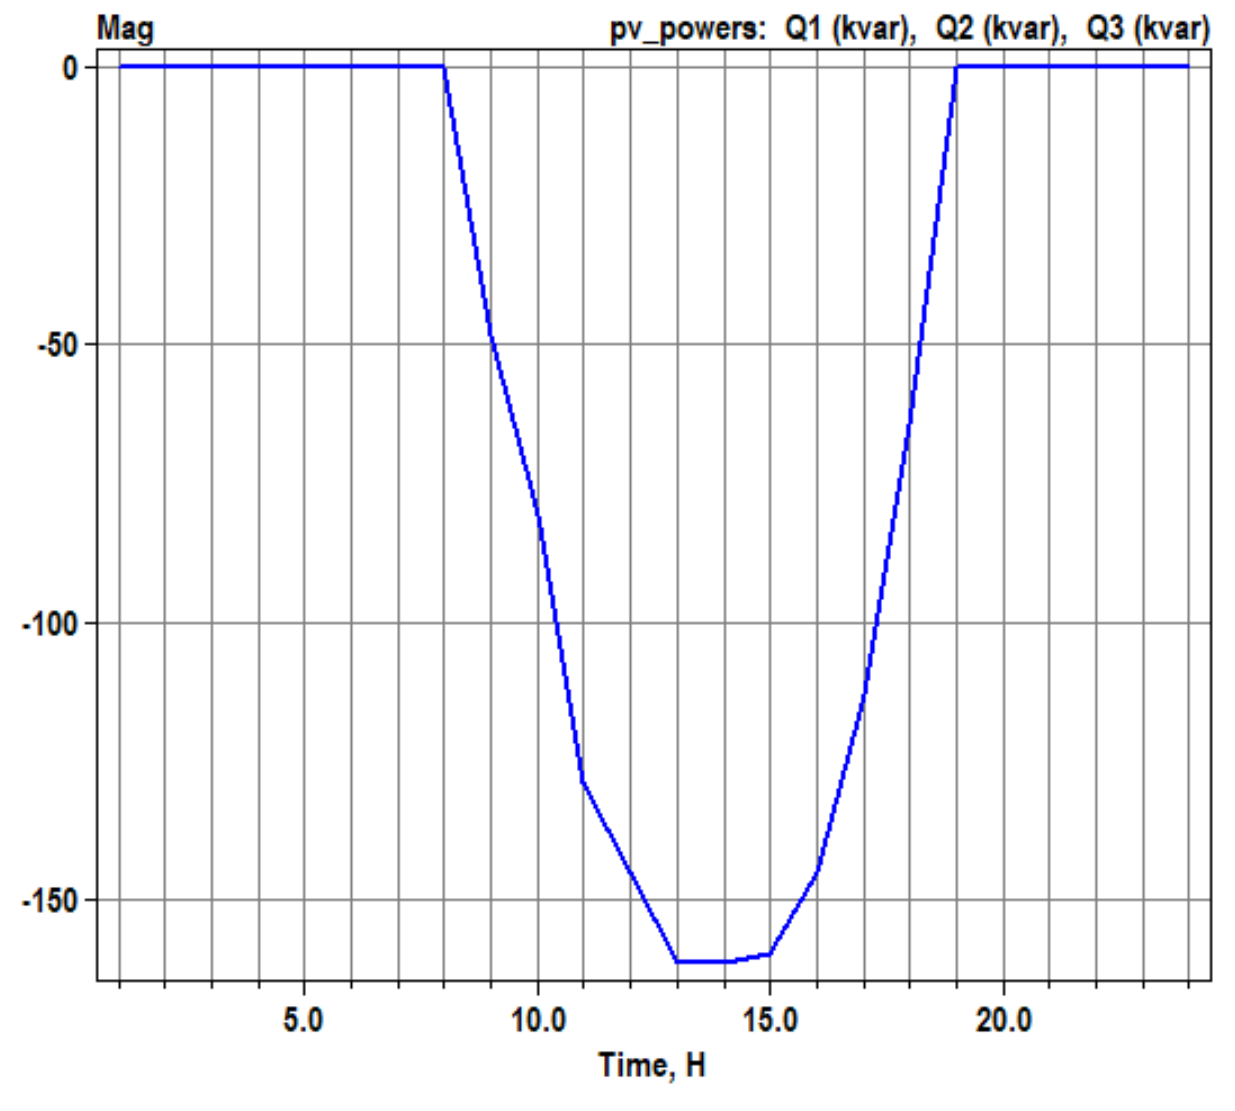 Mag pv_powers: Q1 (kvar), Q2 (kvar), Q3 (kvar)
0
-50
-100
-150
5.0 10.0 15.0 20.0
Time, H